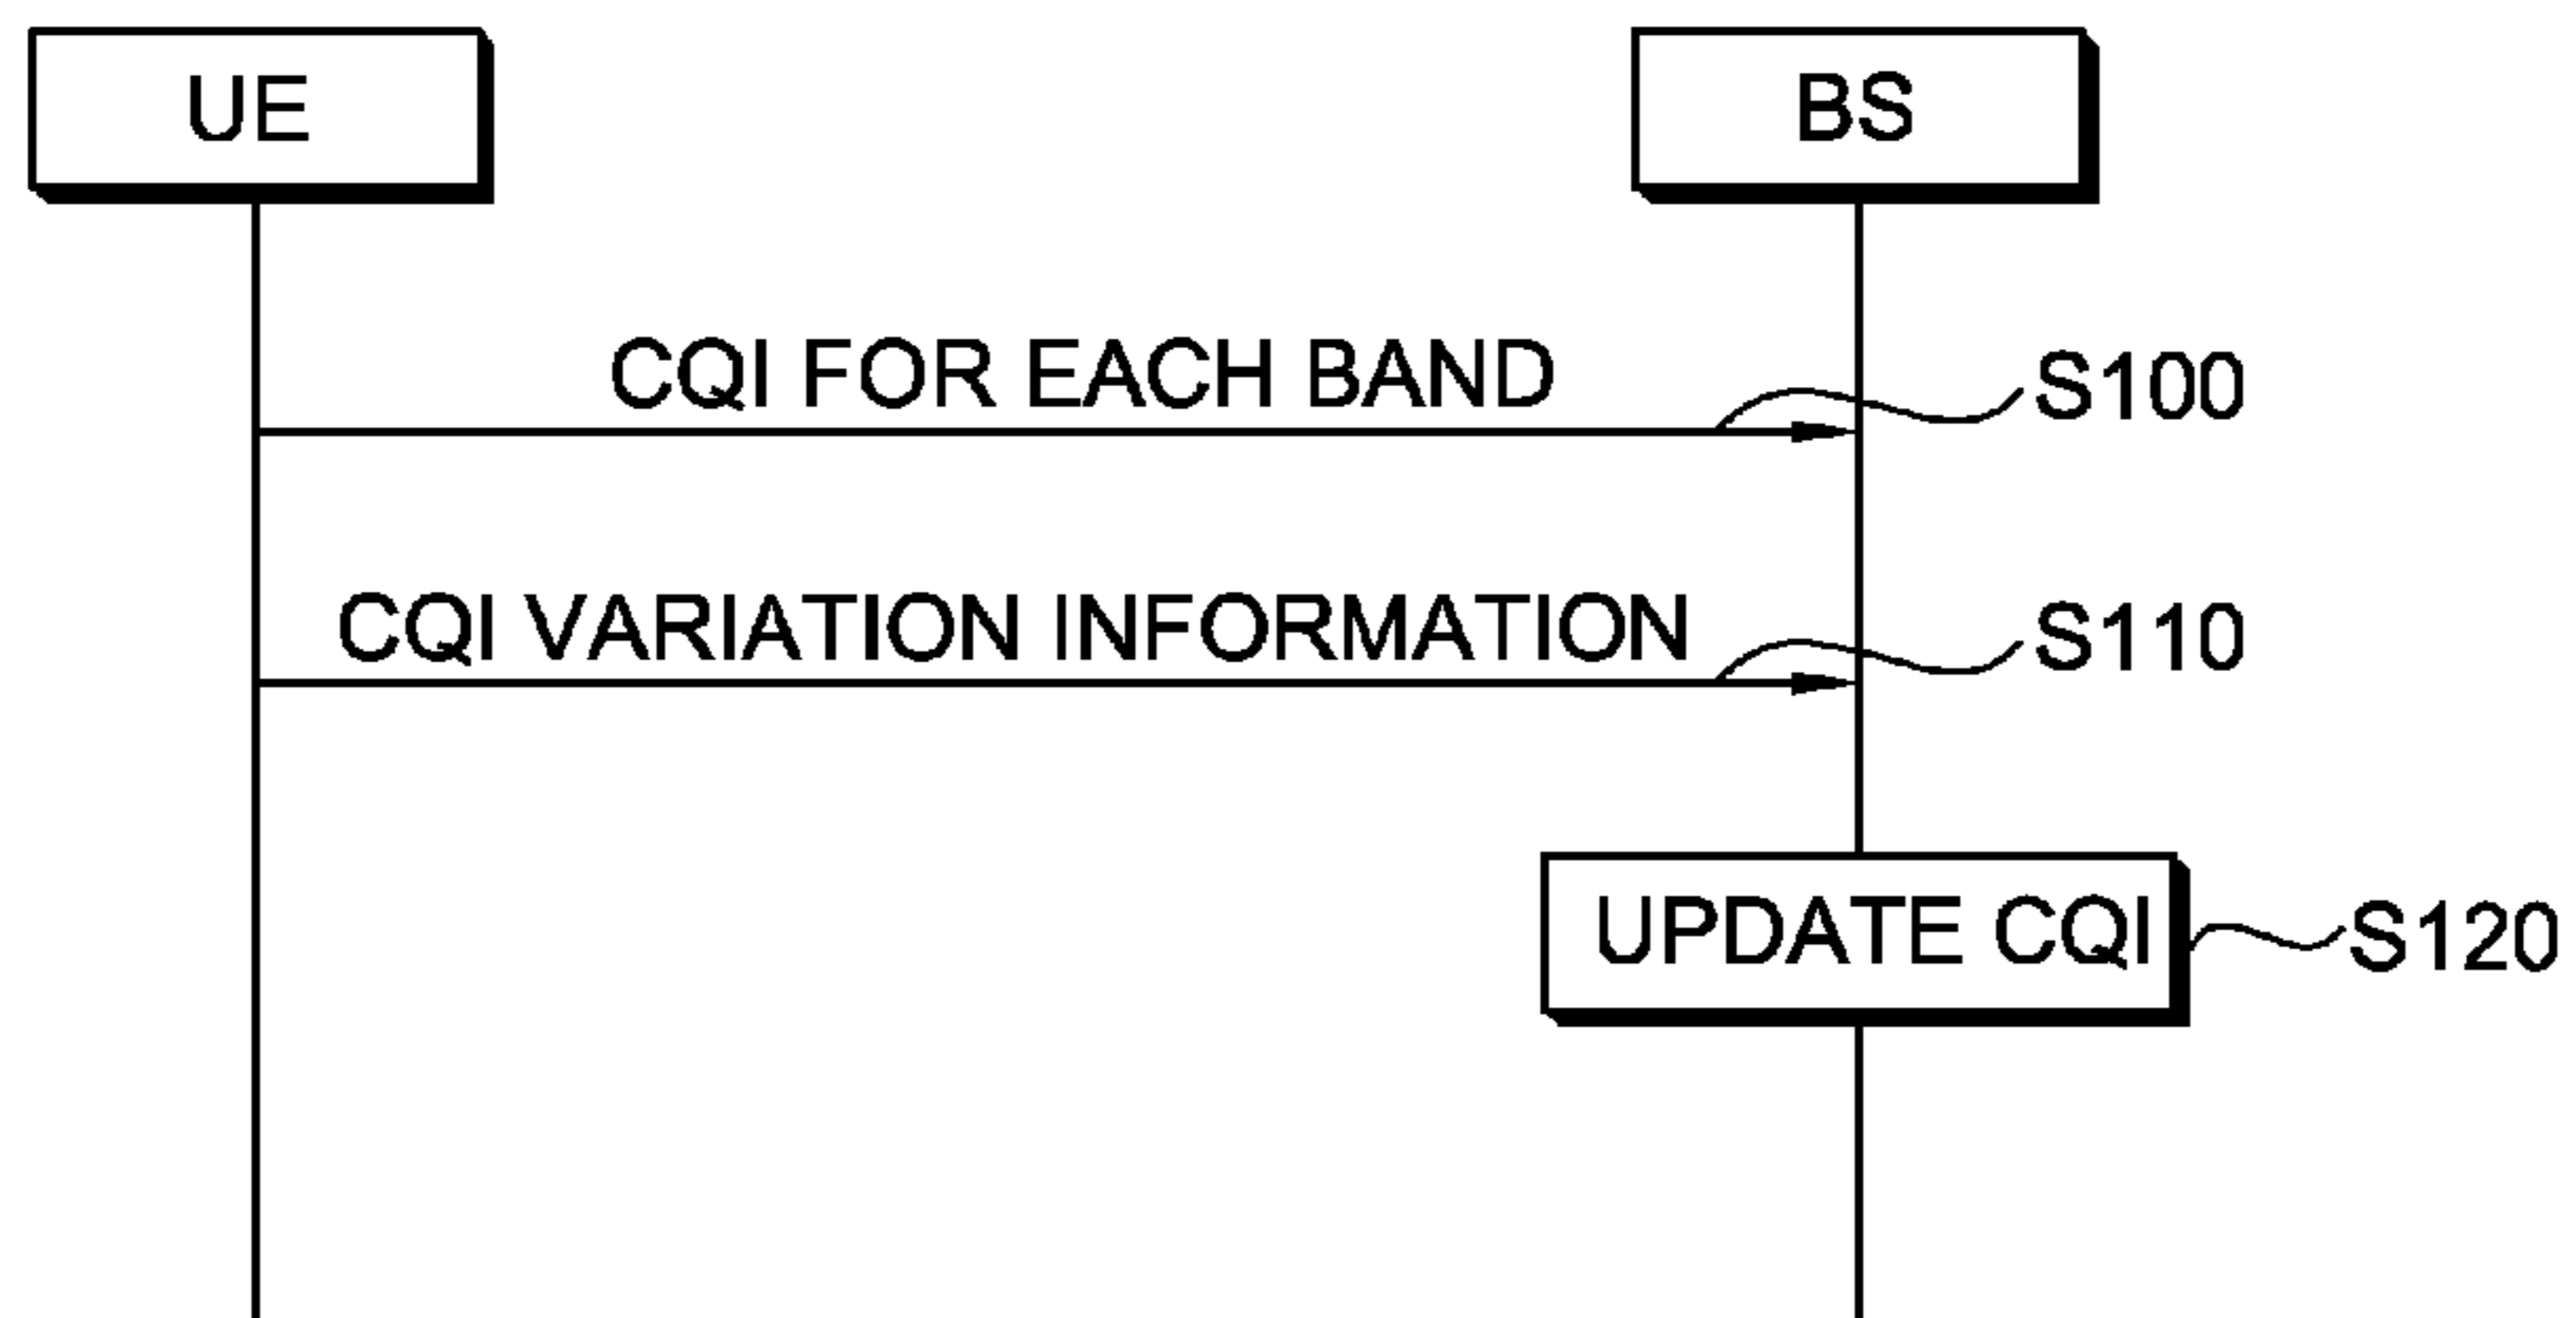 UE
BS
CQI FOR EACH BAND
S100
CQI VARIATION INFORMATION
S110
UPDATE CQI
S120